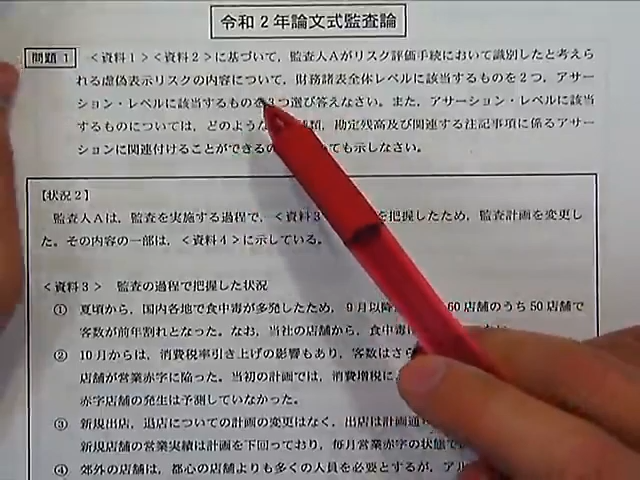 令和2年論文式監査論
問題1 <資料1><資料2>に基づいて，監査人Aがリスク評価手続において識別したと考えら
れる虚偽表示リスクの内容について，財務諸表全体レベルに該当するものを2つ，アサー
ション・レベルに該当するものを3つ選び答えなさい。また，アサーション・レベルに該当
するものについては，どのような 類，勘定残高及び関連する注記事項に係るアサー
ションに関連付けることができるの ても示しなさい。
【状況2】
監査人Aは，監査を実施する過程で，<資料3 を把握したため，監査計画を変更し
た。その内容の一部は，<資料4>に示している。
<資料3> 監査の過程で把握した状況
① 夏頃から，国内各地で食中毒が多発したため，9月以降 60店舗のうち50店舗で
客数が前年割れとなった。なお，当社の店舗から，食中毒
② 10月からは，消費税率引き上げの影響もあり，客数はさら
店舗が営業赤字に陥った。当初の計画では，消費増税に
赤字店舗の発生は予測していなかった。
③ 新規出店，退店についての計画の変更はなく，出店は計画通り
新規店舗の営業実績は計画を下回っており，毎月営業赤字の状態で
④ 郊外の店舗は，都心の店舗よりも多くの人員を必要とするが，アル